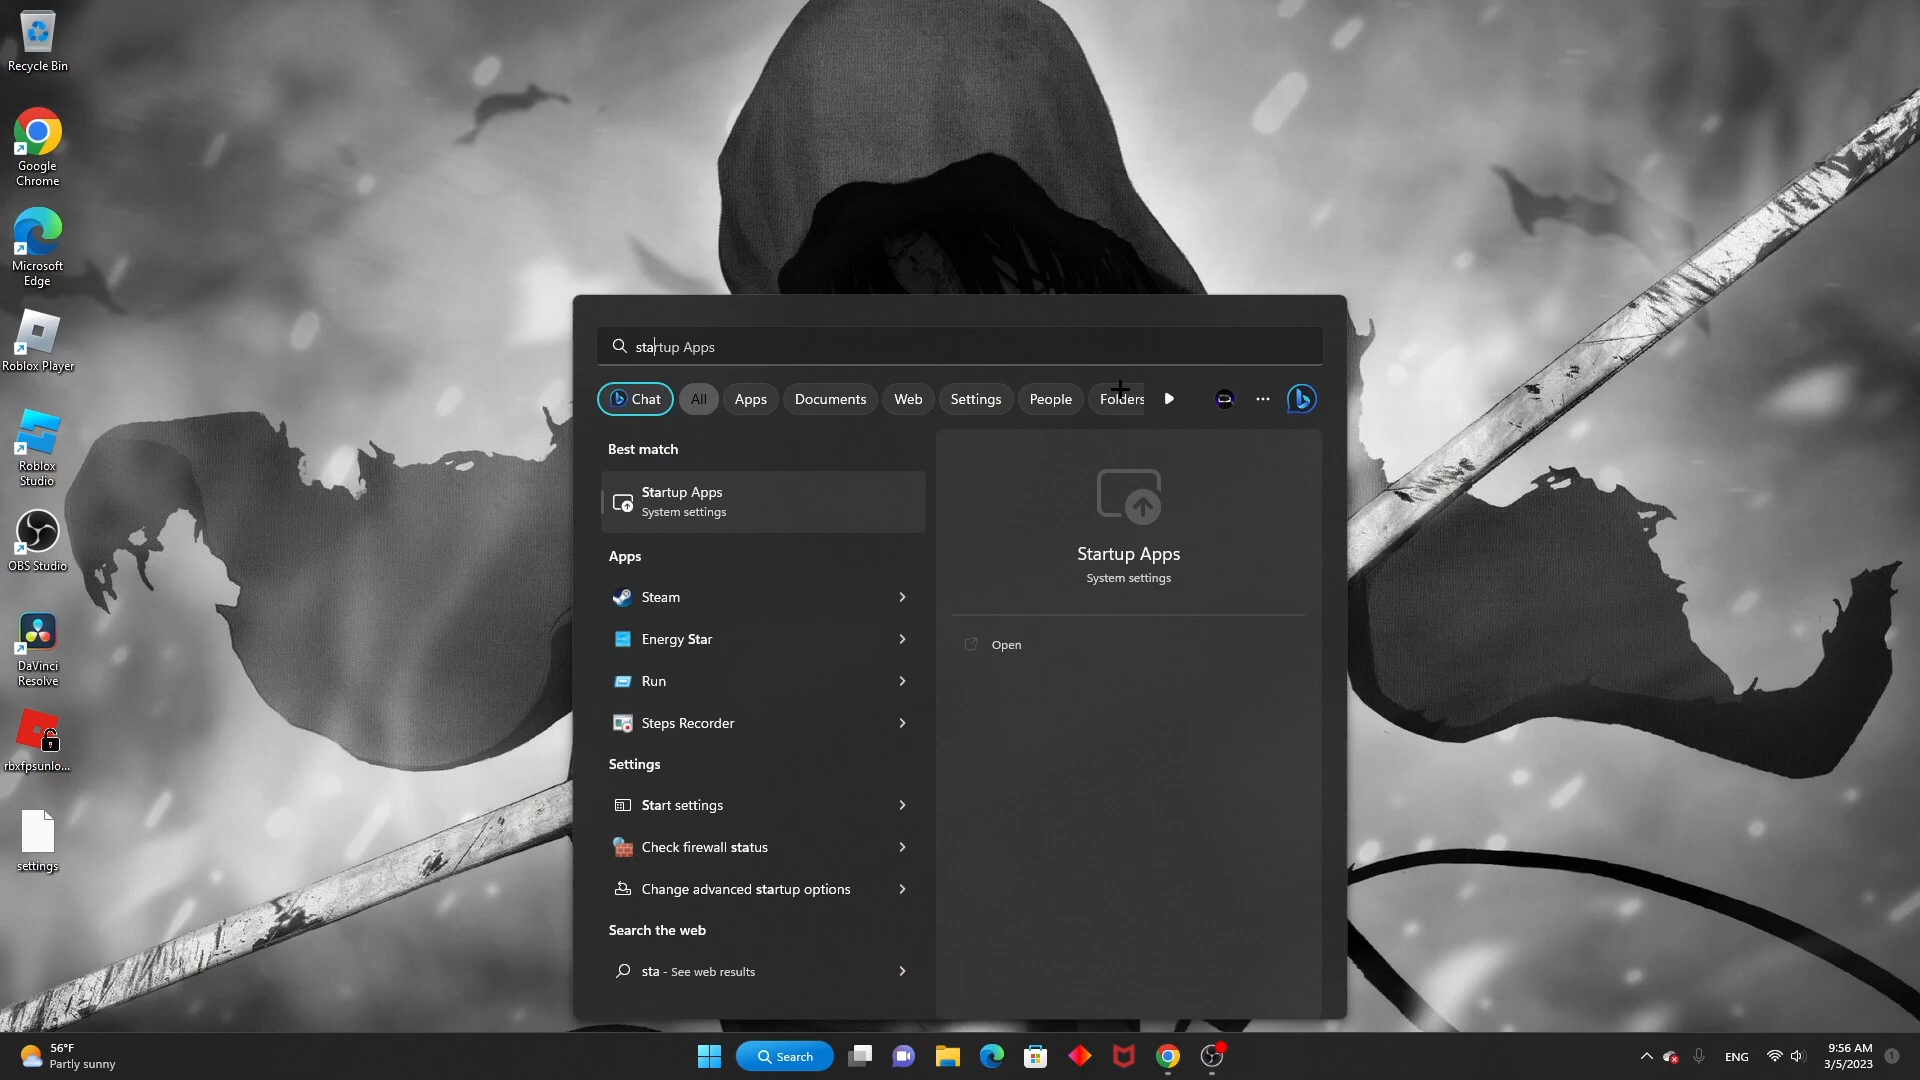 Recycle Bin
Google
Chrome
Microsoft
Edge
Roblox Player
Roblox
Studio
OBS Studio
DaVinci
Resolve
rbxfpsunlo...
settings
startup Apps
Chat
All
Apps
Documents
Web
Settings
People
Folders
Best match
Startup Apps
System settings
Apps
Steam
Energy Star
Run
Steps Recorder
Settings
Start settings
Check firewall status
Change advanced startup options
Search the web
sta - See web results
Startup Apps
System settings
Open
56°F
Partly sunny
Search
ENG
9:56 AM
3/5/2023
1